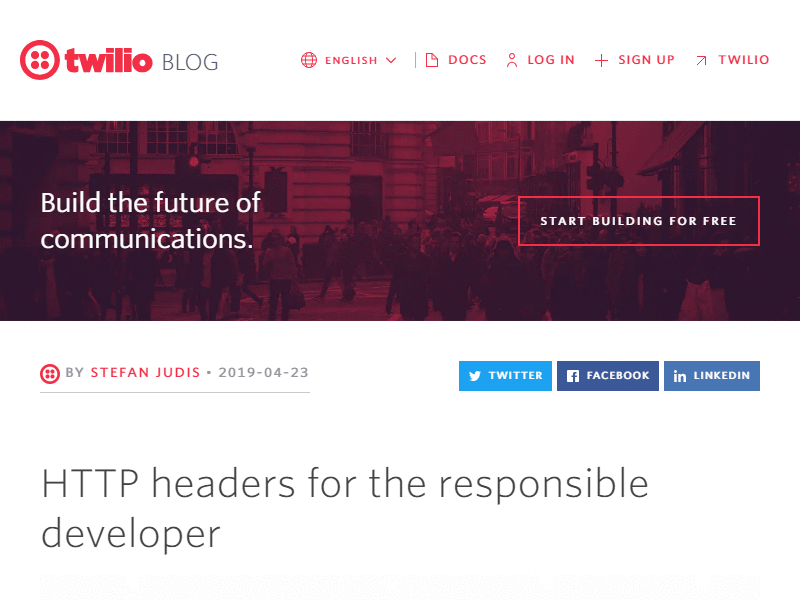 twilio BLOG
ENGLISH
DOCS
LOG IN
SIGN UP
TWILIO
Build the future of
communications.
START BUILDING FOR FREE
BY STEFAN JUDIS • 2019-04-23
TWITTER
FACEBOOK
LINKEDIN
HTTP headers for the responsible
developer